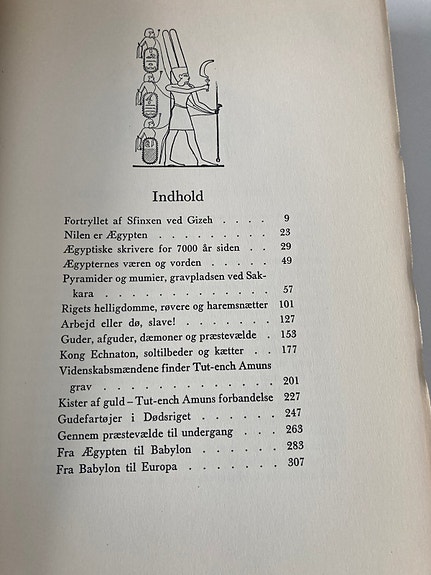 Indhold
Fortryllet af Sfinxen ved Gizeh . . . . 9
Nilen er Ægypten . . . . . . . . . 23
Ægyptiske skrivere for 7000 år siden . . 29
Ægypternes væren og vorden . . . . . 49
Pyramider og mumier, gravpladsen ved Sak-
kara . . . . . . . . . . . . 57
Rigets helligdomme, røvere og haremsnætter 101
Arbejd eller dø, slave! . . . . . . . 127
Guder, afguder, dæmoner og præstevælde . 153
Kong Echnaton, soltilbeder og kætter . . 177
Videnskabsmændene finder Tut-ench Amuns
grav . . . . . . . . . . . . 201
Kister af guld – Tut-ench Amuns forbandelse 227
Gudefartøjer i Dødsriget . . . . . . 247
Gennem præstevælde til undergang . . . 263
Fra Ægypten til Babylon . . . . . . 283
Fra Babylon til Europa . . . . . . . 307